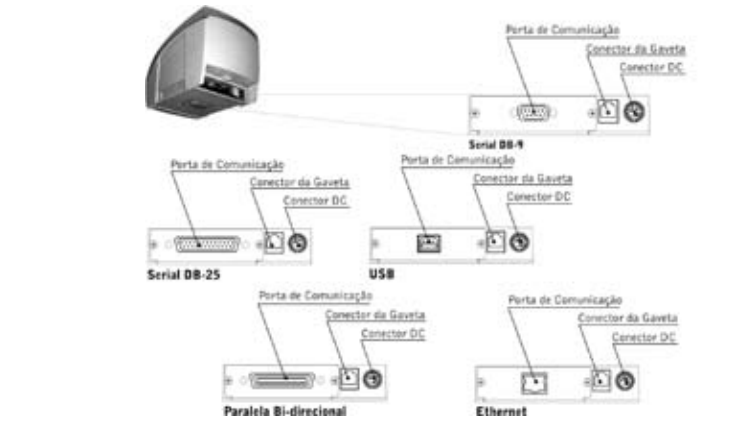 Porta de Comunicação
Conector da Gaveta
Conector DC
Serial DB-9
Porta de Comunicação
Conector da Gaveta
Conector DC
Serial DB-25
Porta de Comunicação
Conector da Gaveta
Conector DC
USB
Porta de Comunicação
Conector da Gaveta
Conector DC
Paralela Bi-direcional
Porta de Comunicação
Conector da Gaveta
Conector DC
Ethernet